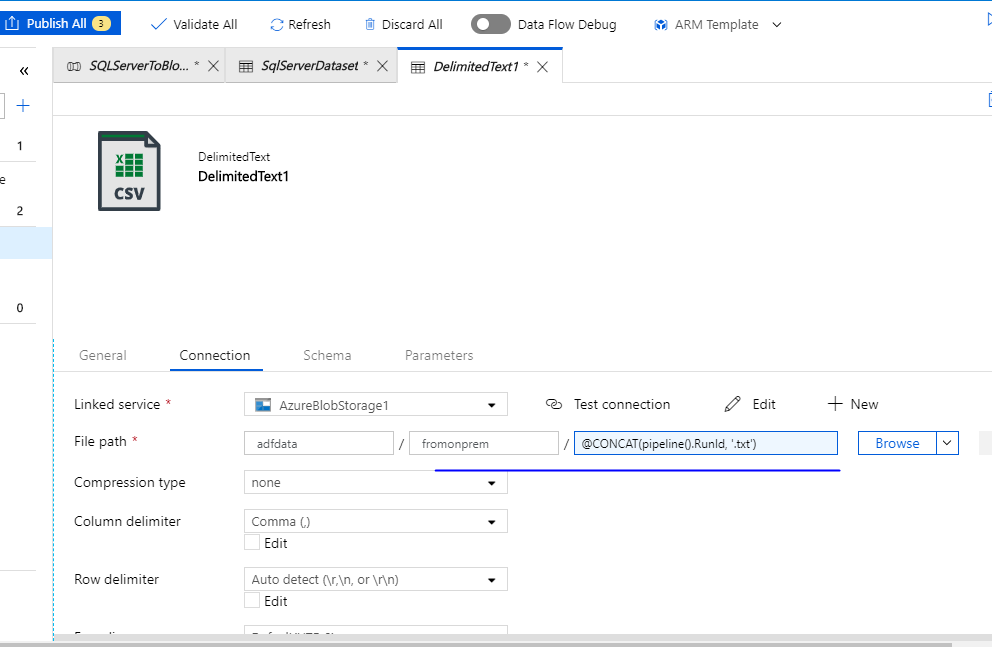 Publish All 3 Validate All Refresh Discard All Data Flow Debug ARM Template
«
SQLServerToBlo... * SqlServerDataset * DelimitedText1 *
1
e
2
0
DelimitedText
DelimitedText1
X
CSV
General Connection Schema Parameters
Linked service * AzureBlobStorage1 Test connection Edit New
File path * adfdata / fromonprem / @CONCAT(pipeline().RunId, '.txt') Browse
Compression type none
Column delimiter Comma (,)
Edit
Row delimiter Auto detect (\r,\n, or \r\n)
Edit